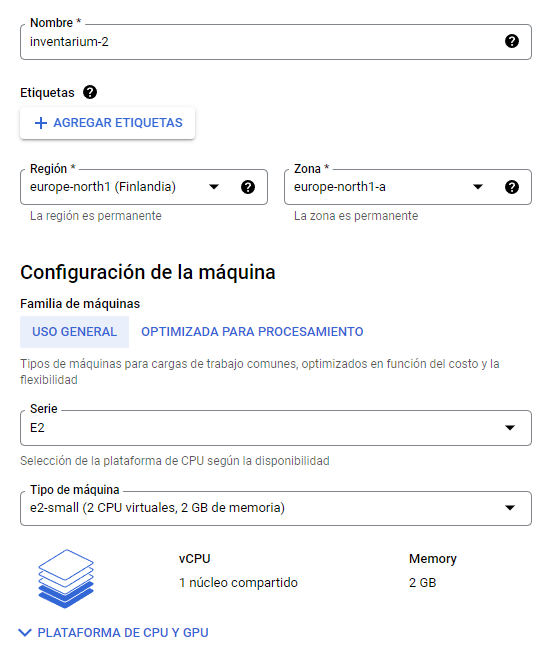 Nombre *
inventarium-2
Etiquetas
AGREGAR ETIQUETAS
Región *
europe-north1 (Finlandia)
La región es permanente
Zona *
europe-north1-a
La zona es permanente
Configuración de la máquina
Familia de máquinas
USO GENERAL
OPTIMIZADA PARA PROCESAMIENTO
Tipos de máquinas para cargas de trabajo comunes, optimizados en función del costo y la
flexibilidad
Serie
E2
Selección de la plataforma de CPU según la disponibilidad
Tipo de máquina
e2-small (2 CPU virtuales, 2 GB de memoria)
vCPU
1 núcleo compartido
Memory
2 GB
PLATAFORMA DE CPU Y GPU